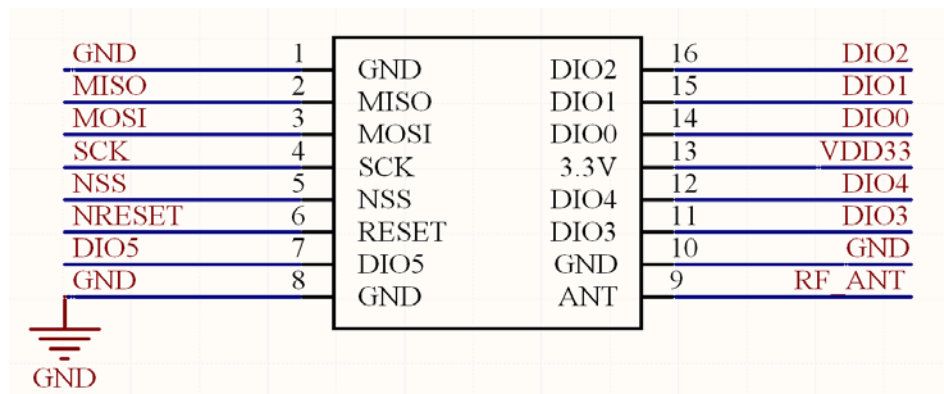 GND 1 GND DIO2 16 DIO2
MISO 2 MISO DIO1 15 DIO1
MOSI 3 MOSI DIO0 14 DIO0
SCK 4 SCK 3.3V 13 VDD33
NSS 5 NSS DIO4 12 DIO4
NRESET 6 RESET DIO3 11 DIO3
DIO5 7 DIO5 GND 10 GND
GND 8 GND ANT 9 RF_ANT
GND